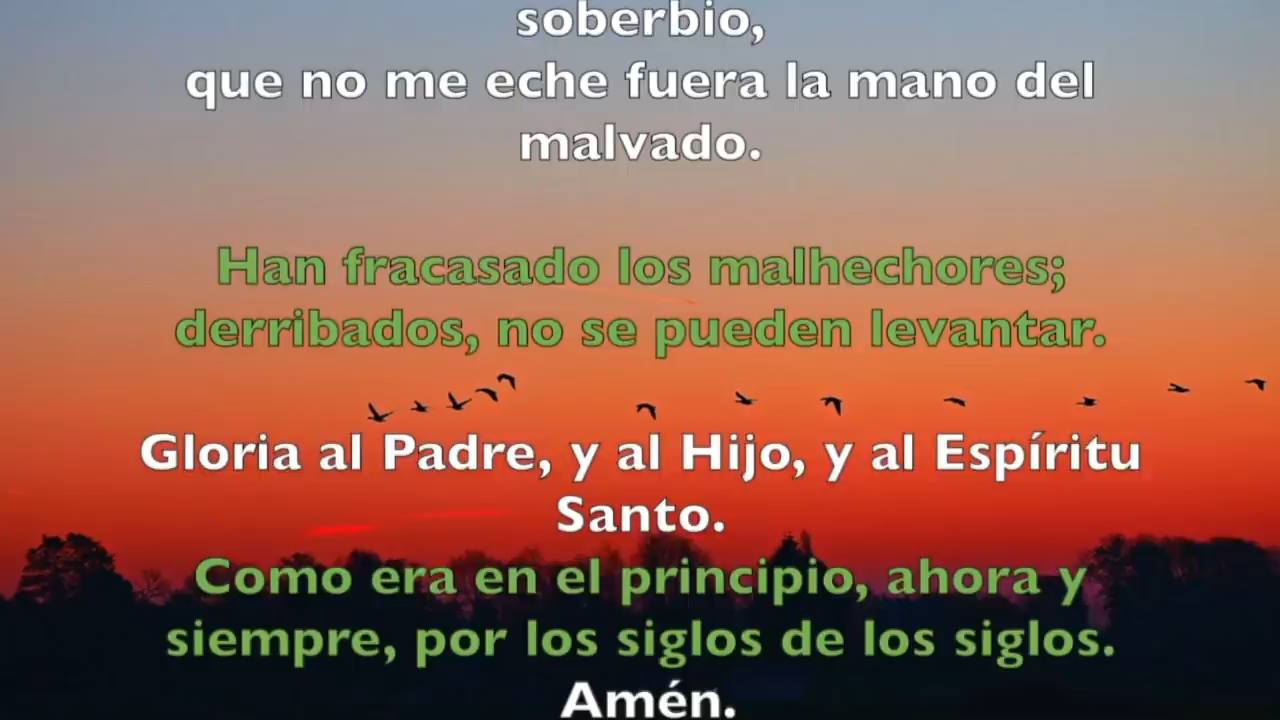 soberbio,
que no me eche fuera la mano del
malvado.
Han fracasado los malhechores;
derribados, no se pueden levantar.
Gloria al Padre, y al Hijo, y al Espíritu
Santo.
Como era en el principio, ahora y
siempre, por los siglos de los siglos.
Amén.